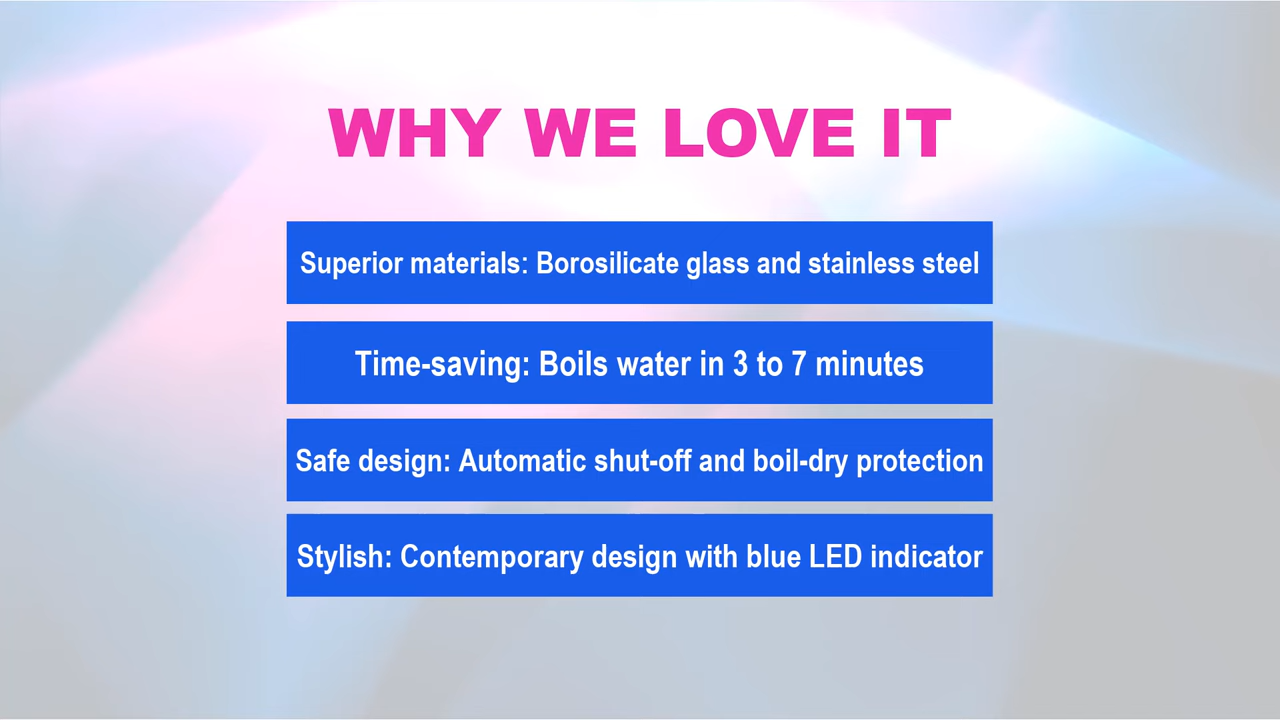 WHY WE LOVE IT
Superior materials: Borosilicate glass and stainless steel
Time-saving: Boils water in 3 to 7 minutes
Safe design: Automatic shut-off and boil-dry protection
Stylish: Contemporary design with blue LED indicator